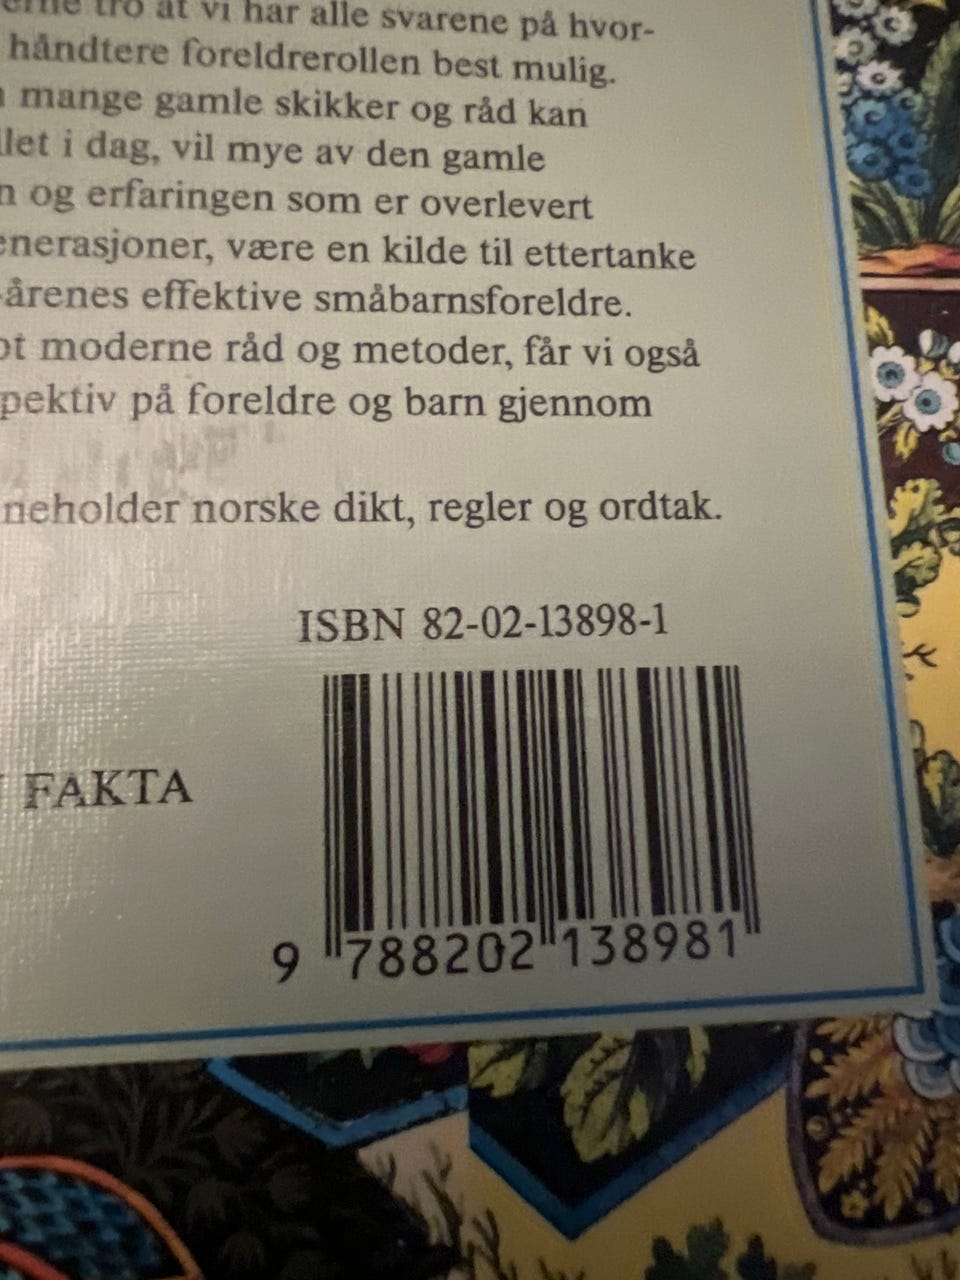 tro at vi har alle svarene på hvor-
håndtere foreldrerollen best mulig.
mange gamle skikker og råd kan
i dag, vil mye av den gamle
og erfaringen som er overlevert
være en kilde til ettertanke
-årenes effektive småbarnsforeldre.
moderne råd og metoder, får vi også
på foreldre og barn gjennom
neholder norske dikt, regler og ordtak.
ISBN 82-02-13898-1
FAKTA
9 788202 138981